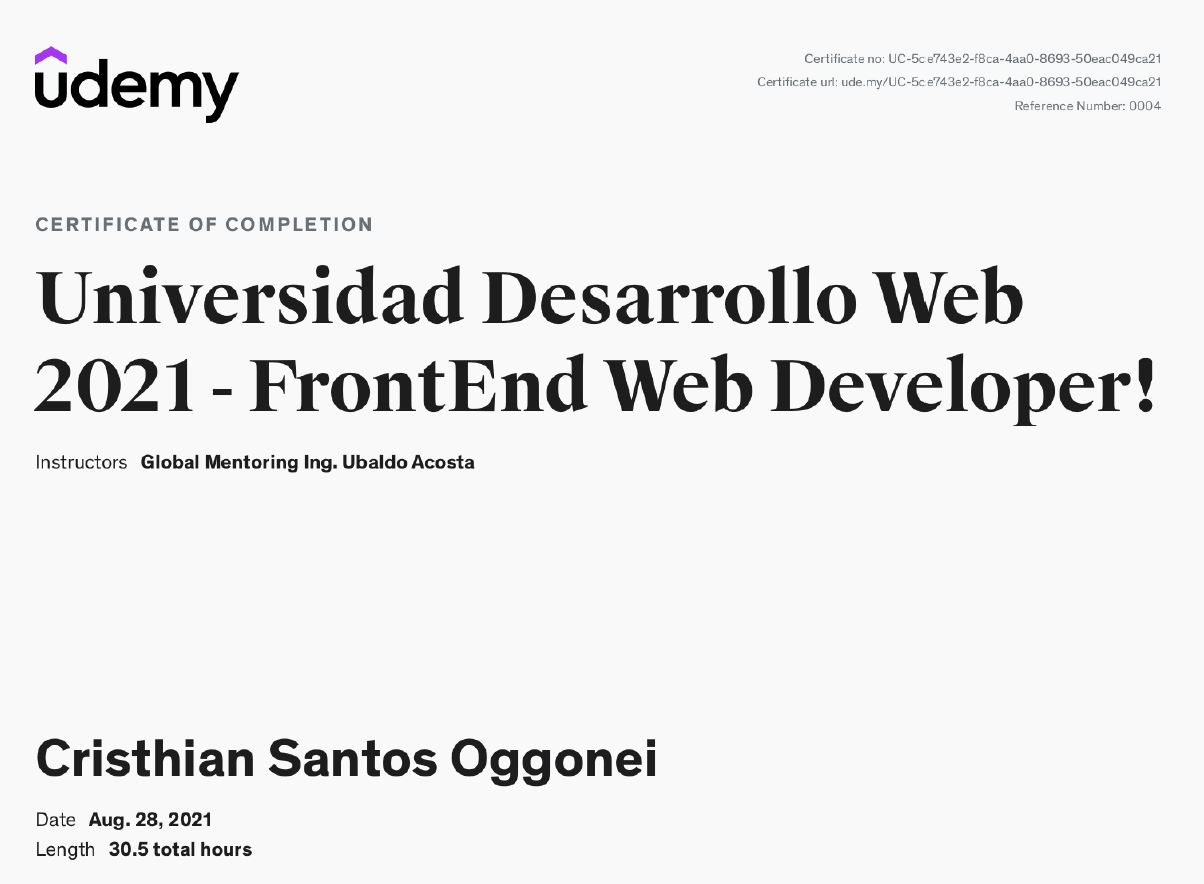 udemy
Certificate no: UC-5cie743e2-f8ca-4aa0-8693-50eac049ca21
Certificate url: ude.my/UC-5cie743e2-f8ca-4aa0-8693-50eac049ca21
Reference Number: 0004
CERTIFICATE OF COMPLETION
Universidad Desarrollo Web
2021 - FrontEnd Web Developer!
Instructors Global Mentoring Ing. Ubaldo Acosta
Cristhian Santos Oggonei
Date Aug. 28, 2021
Length 30.5 total hours